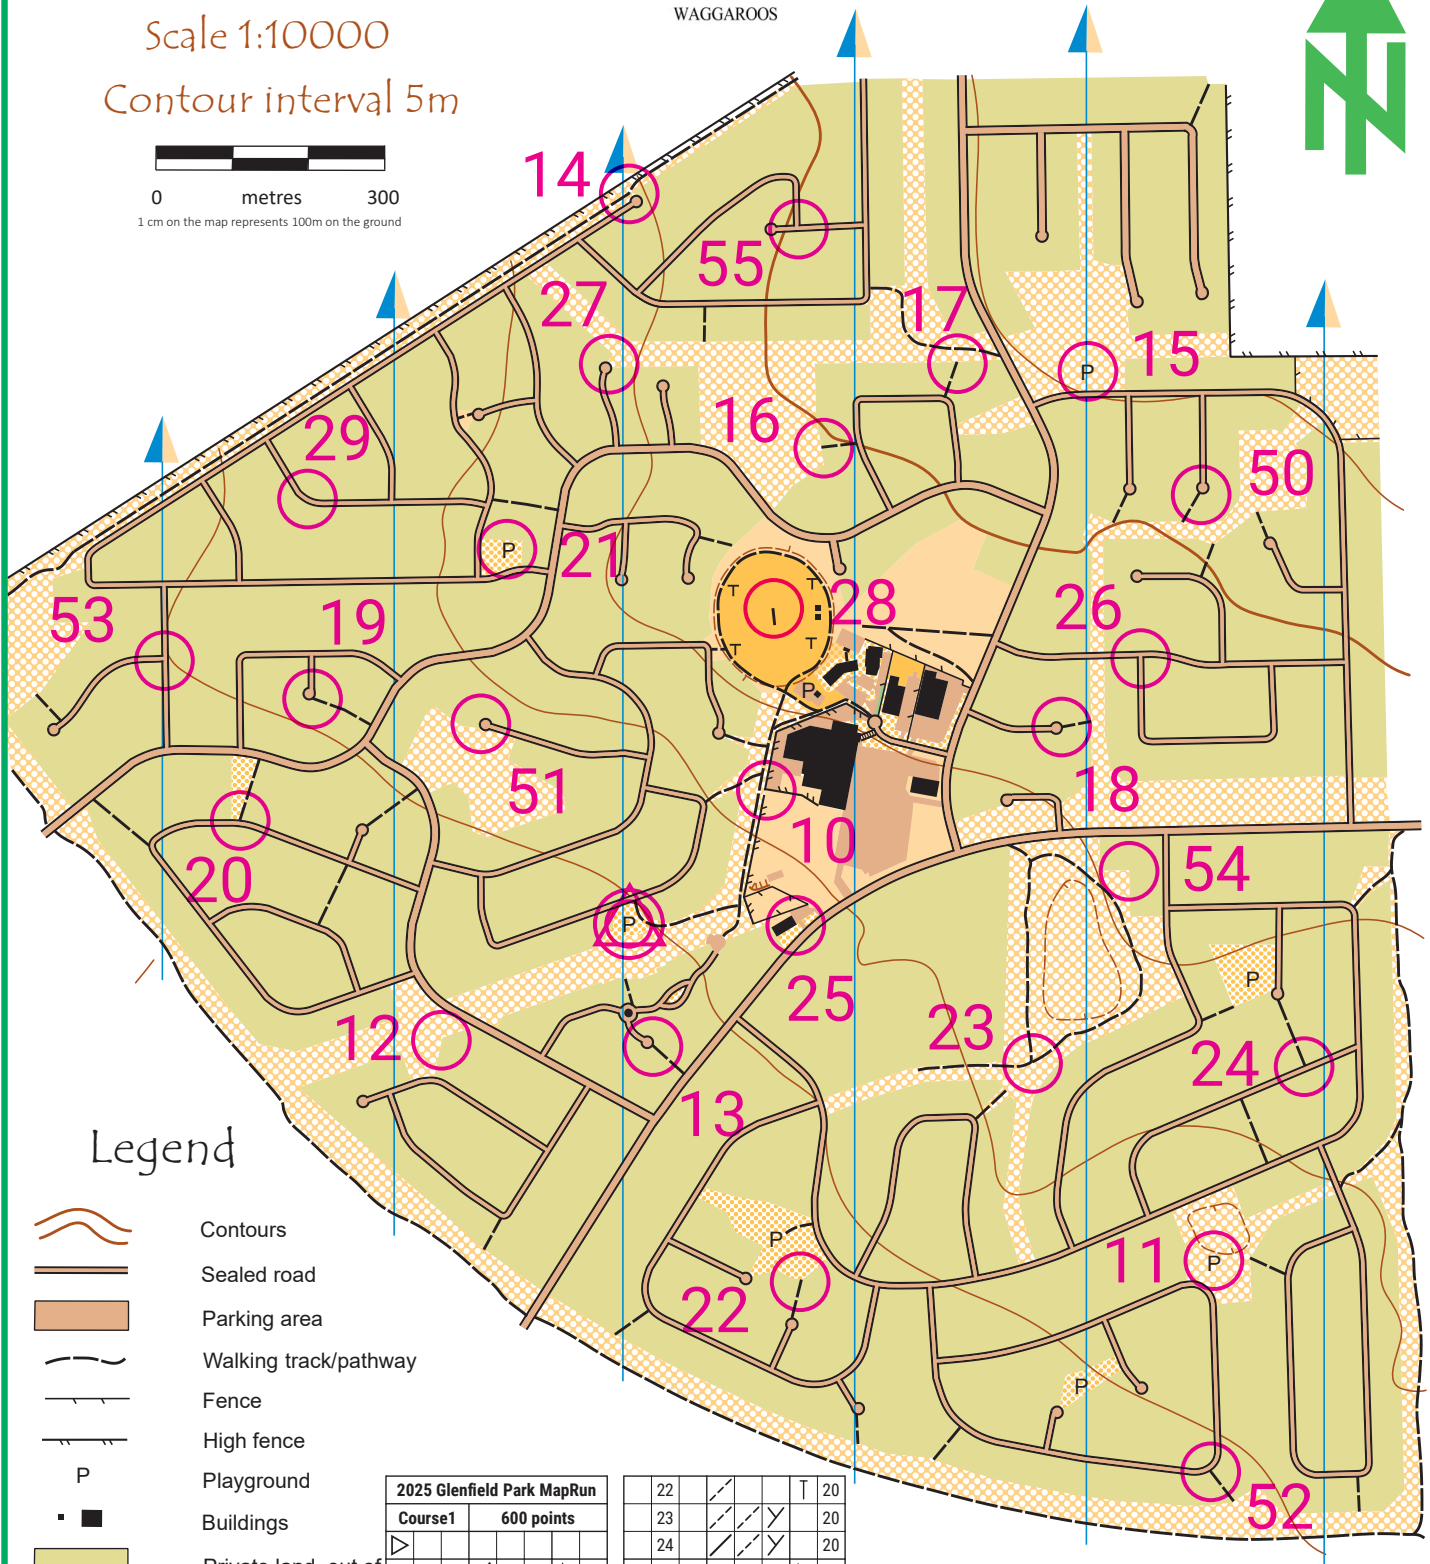 WAGGAROOS
Scale 1:10000
Contour interval 5m
0 metres 300
1 cm on the map represents 100m on the ground
N
14
55
27
17
15
P
16
29
50
21
P
T
T
28
T
T
53
19
26
P
51
18
10
20
54
P
25
P
12
23
24
13
P
11
P
22
P
52
Legend
Contours
Sealed road
Parking area
Walking track/pathway
Fence
High fence
P Playground
Buildings
2025 Glenfield Park MapRun
Course1 600 points
22 20
23 20
24 20